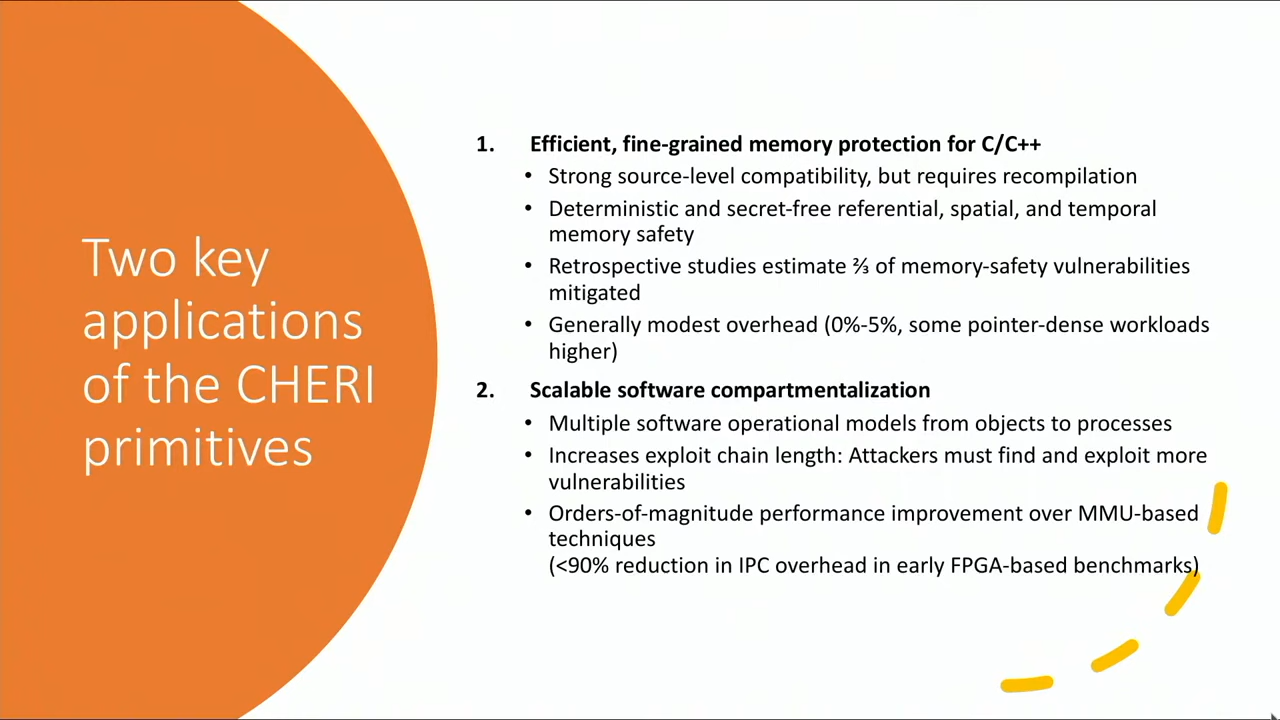 Two key
applications
of the CHERI
primitives
1. Efficient, fine-grained memory protection for C/C++
• Strong source-level compatibility, but requires recompilation
• Deterministic and secret-free referential, spatial, and temporal
memory safety
• Retrospective studies estimate ⅔ of memory-safety vulnerabilities
mitigated
• Generally modest overhead (0%-5%, some pointer-dense workloads
higher)
2. Scalable software compartmentalization
• Multiple software operational models from objects to processes
• Increases exploit chain length: Attackers must find and exploit more
vulnerabilities
• Orders-of-magnitude performance improvement over MMU-based
techniques
(<90% reduction in IPC overhead in early FPGA-based benchmarks)